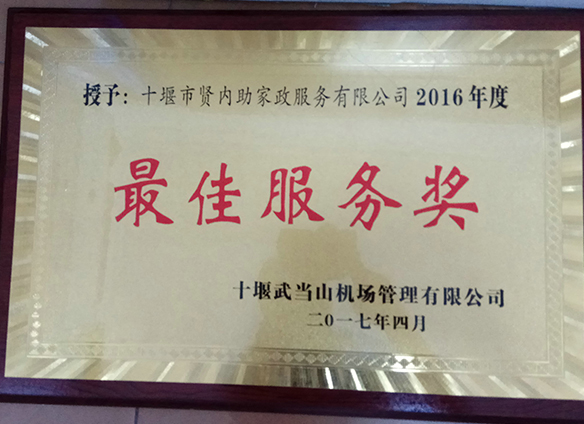 授予：十堰市贤内助家政服务有限公司 2016 年度
最佳服务奖
十堰武当山机场管理有限公司
二〇一七年四月